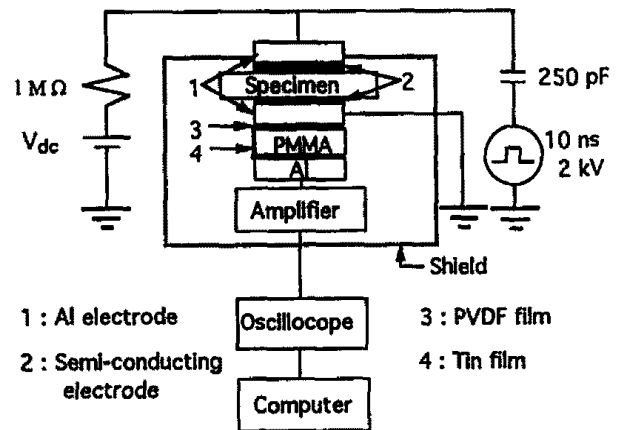 1 MΩ
V dc
1
Specimen
2
3
4
PMMA
Al
Amplifier
250 pF
10 ns
2 kV
Shield
Oscillocope
Computer
1 : Al electrode
2 : Semi-conducting
electrode
3 : PVDF film
4 : Tin film